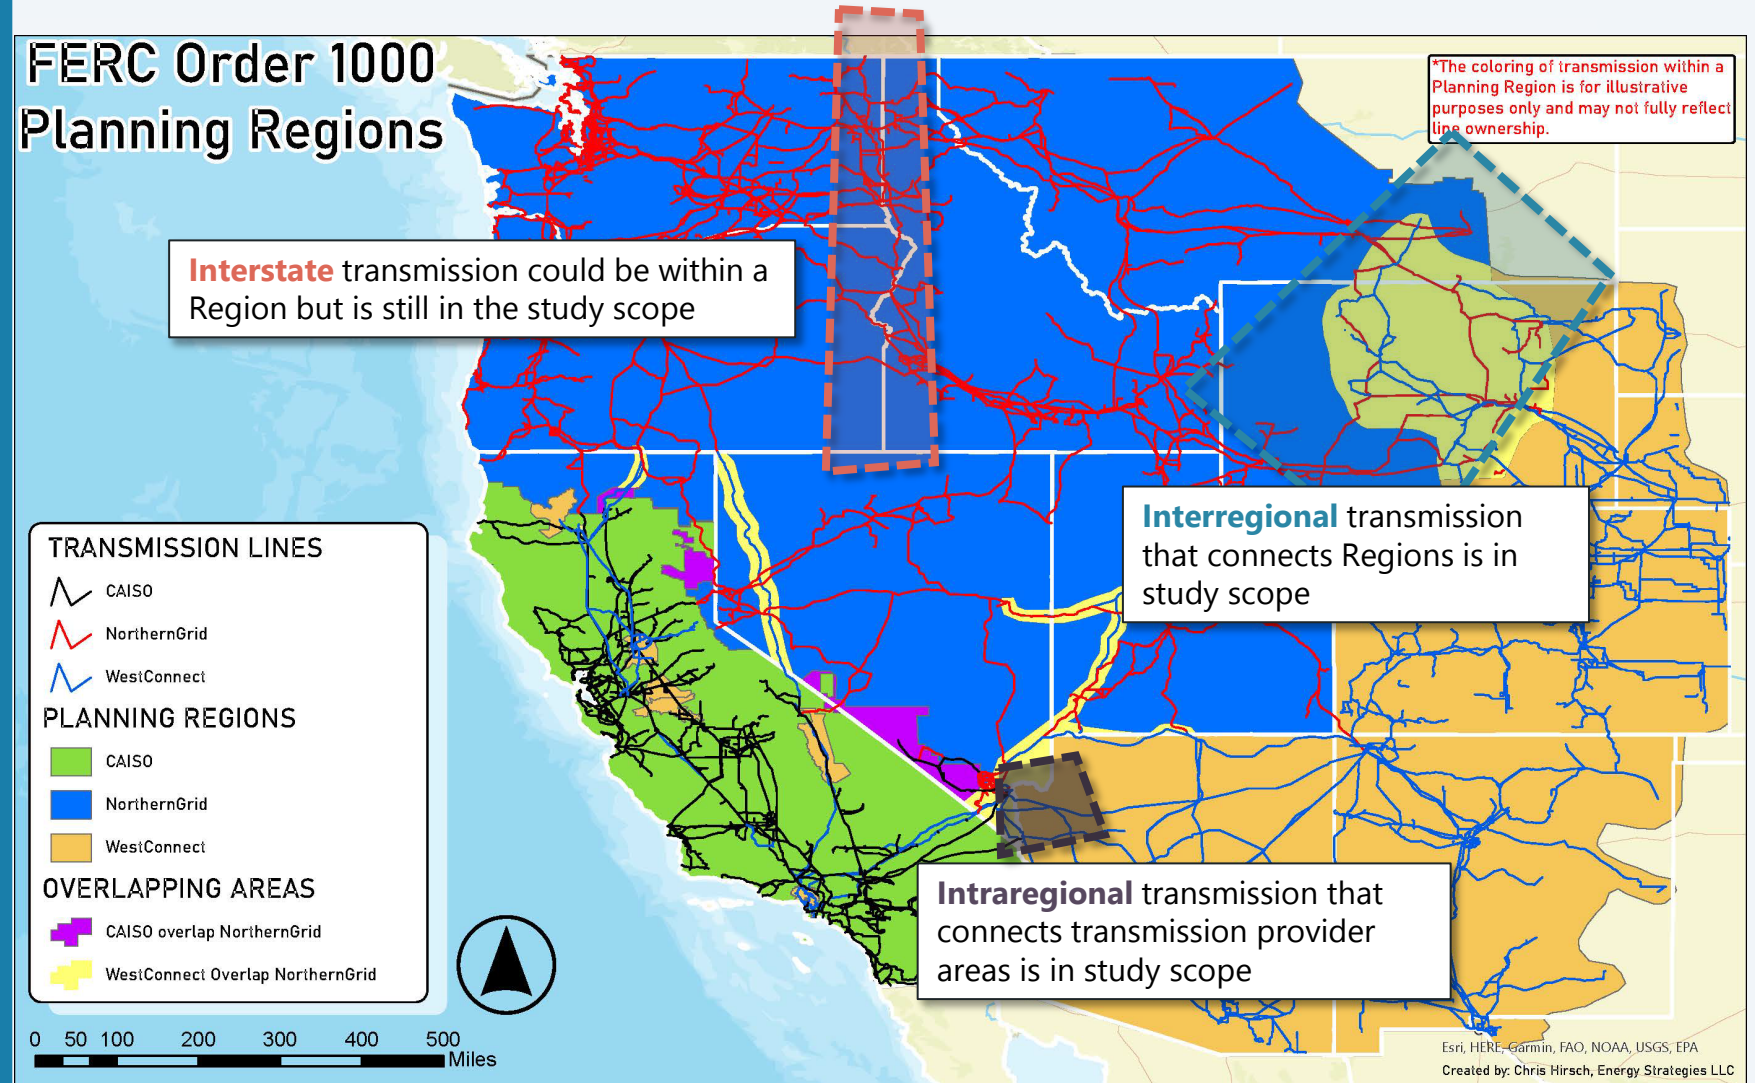 FERC Order 1000
Planning Regions
*The coloring of transmission within a
Planning Region is for illustrative
purposes only and may not fully reflect
line ownership.
Interstate transmission could be within a
Region but is still in the study scope
Interregional transmission
that connects Regions is in
study scope
Intraregional transmission that
connects transmission provider
areas is in study scope
TRANSMISSION LINES
CAISO
NorthernGrid
WestConnect
PLANNING REGIONS
CAISO
NorthernGrid
WestConnect
OVERLAPPING AREAS
CAISO overlap NorthernGrid
WestConnect Overlap NorthernGrid
0 50 100 200 300 400 500
Miles
Esri, HERE, Garmin, FAO, NOAA, USGS, EPA
Created by: Chris Hirsch, Energy Strategies LLC